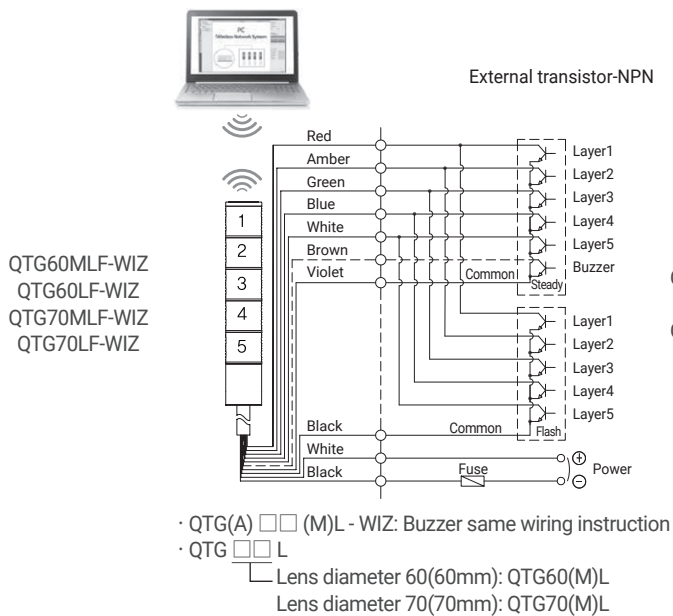 PC
Wireless Network System
External transistor-NPN
Red
Amber
Green
Blue
White
Brown
Violet
Common
Steady
Layer1
Layer2
Layer3
Layer4
Layer5
Buzzer
1
2
3
4
5
QTG60MLF-WIZ
QTG60LF-WIZ
QTG70MLF-WIZ
QTG70LF-WIZ
Layer1
Layer2
Layer3
Layer4
Layer5
Black
Common
Flash
White
Black
Fuse
⊕
Power
⊖
· QTG(A) □□ (M)L - WIZ: Buzzer same wiring instruction
· QTG □□ L
Lens diameter 60(60mm): QTG60(M)L
Lens diameter 70(70mm): QTG70(M)L